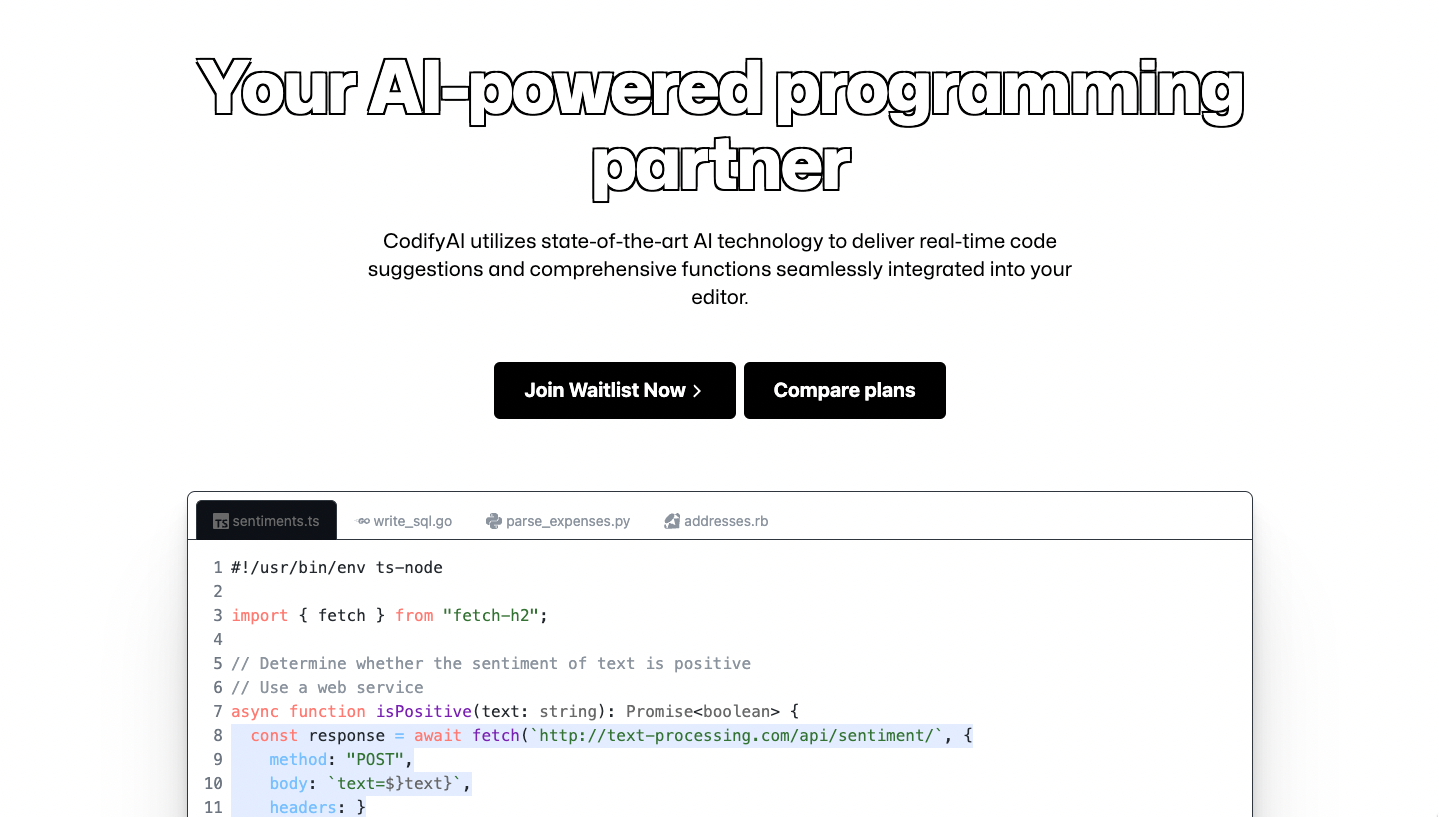 Your AI-powered programming
partner
CodifyAI utilizes state-of-the-art AI technology to deliver real-time code
suggestions and comprehensive functions seamlessly integrated into your
editor.
Join Waitlist Now >
Compare plans
TS sentiments.ts
GO write_sql.go
parse_expenses.py
addresses.rb
1 #!/usr/bin/env ts-node
2
3 import { fetch } from "fetch-h2";
4
5 // Determine whether the sentiment of text is positive
6 // Use a web service
7 async function isPositive(text: string): Promise<boolean> {
8 const response = await fetch(`http://text-processing.com/api/sentiment/`, {
9 method: "POST",
10 body: `text=$}text}`,
11 headers: }